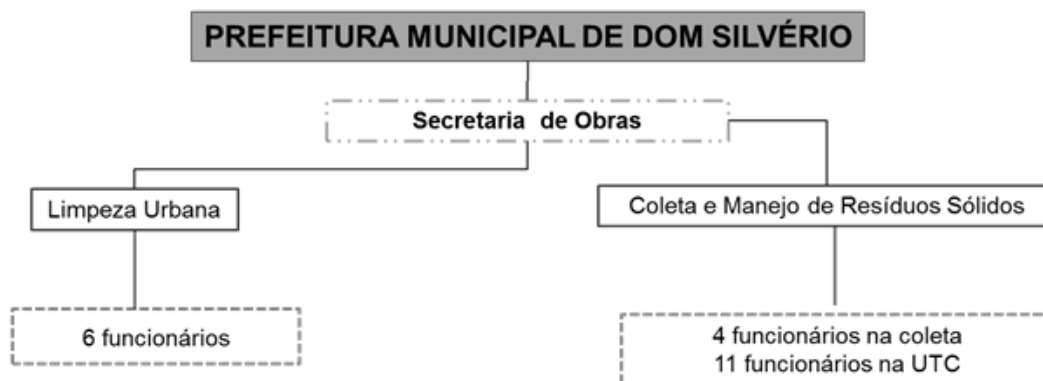 PREFEITURA MUNICIPAL DE DOM SILVÉRIO
Secretaria de Obras
Limpeza Urbana
Coleta e Manejo de Resíduos Sólidos
6 funcionários
4 funcionários na coleta
11 funcionários na UTC